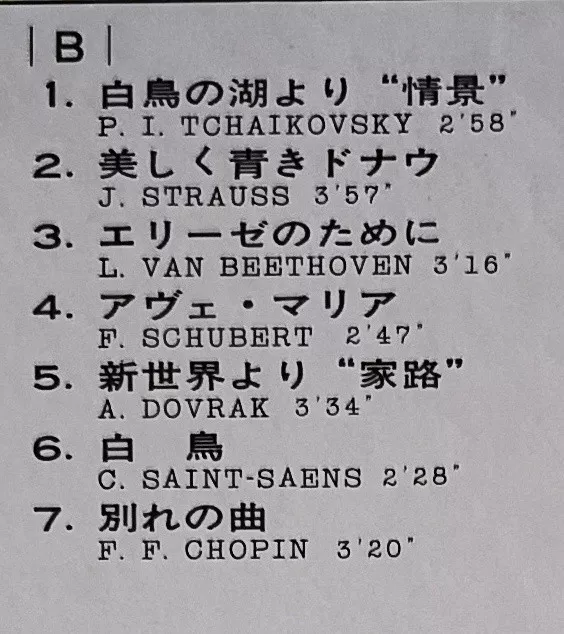 |B|
1. 白鳥の湖より “情景”
P. I. TCHAIKOVSKY 2'58"
2. 美しく青きドナウ
J. STRAUSS 3'57"
3. エリーゼのために
L. VAN BEETHOVEN 3'16"
4. アヴェ・マリア
F. SCHUBERT 2'47"
5. 新世界より “家路”
A. DOVRAK 3'34"
6. 白　鳥
C. SAINT-SAENS 2'28"
7. 別れの曲
F. F. CHOPIN 3'20"